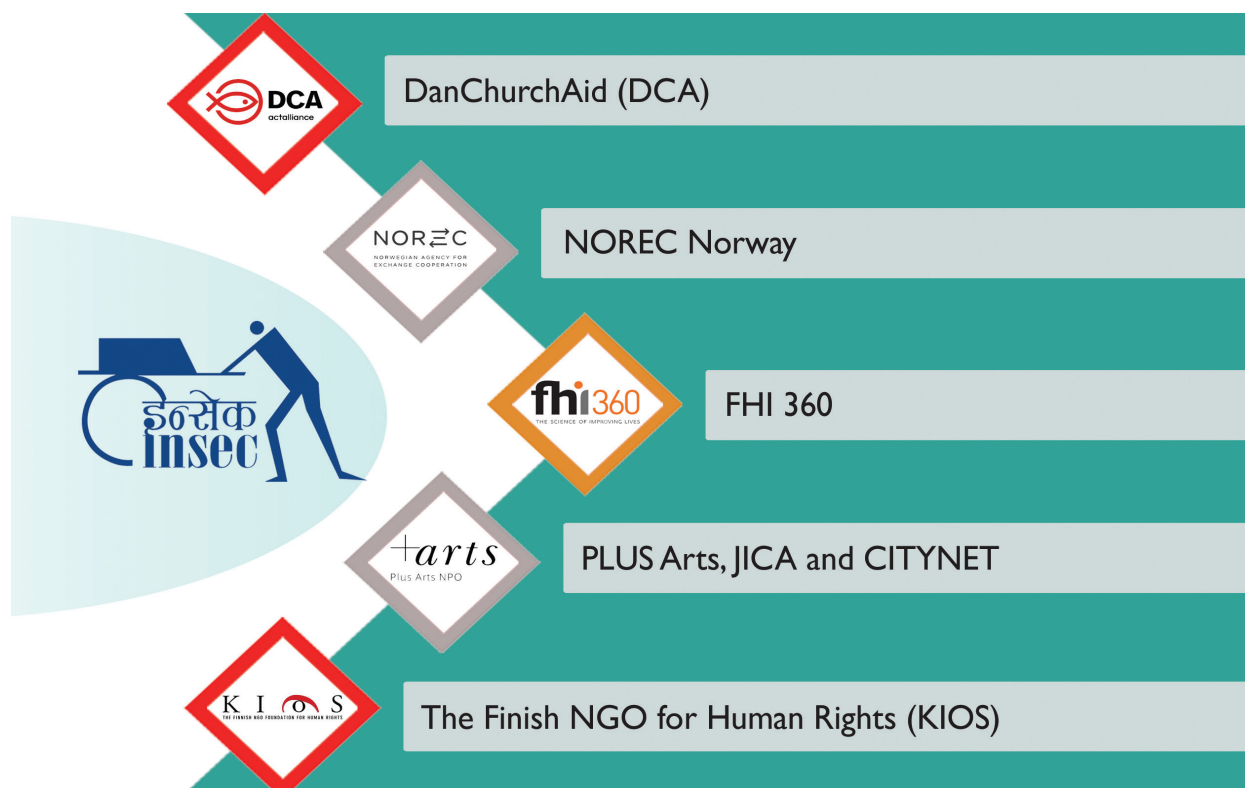 DCA
actalliance
DanChurchAid (DCA)
NOREC
NORWEGIAN AGENCY FOR
EXCHANGE COOPERATION
NOREC Norway
इन्सेक
insec
fhi360
THE SCIENCE OF IMPROVING LIVES
FHI 360
+arts
Plus Arts NPO
PLUS Arts, JICA and CITYNET
KIOS
THE FINNISH NGO FOUNDATION FOR HUMAN RIGHTS
The Finish NGO for Human Rights (KIOS)